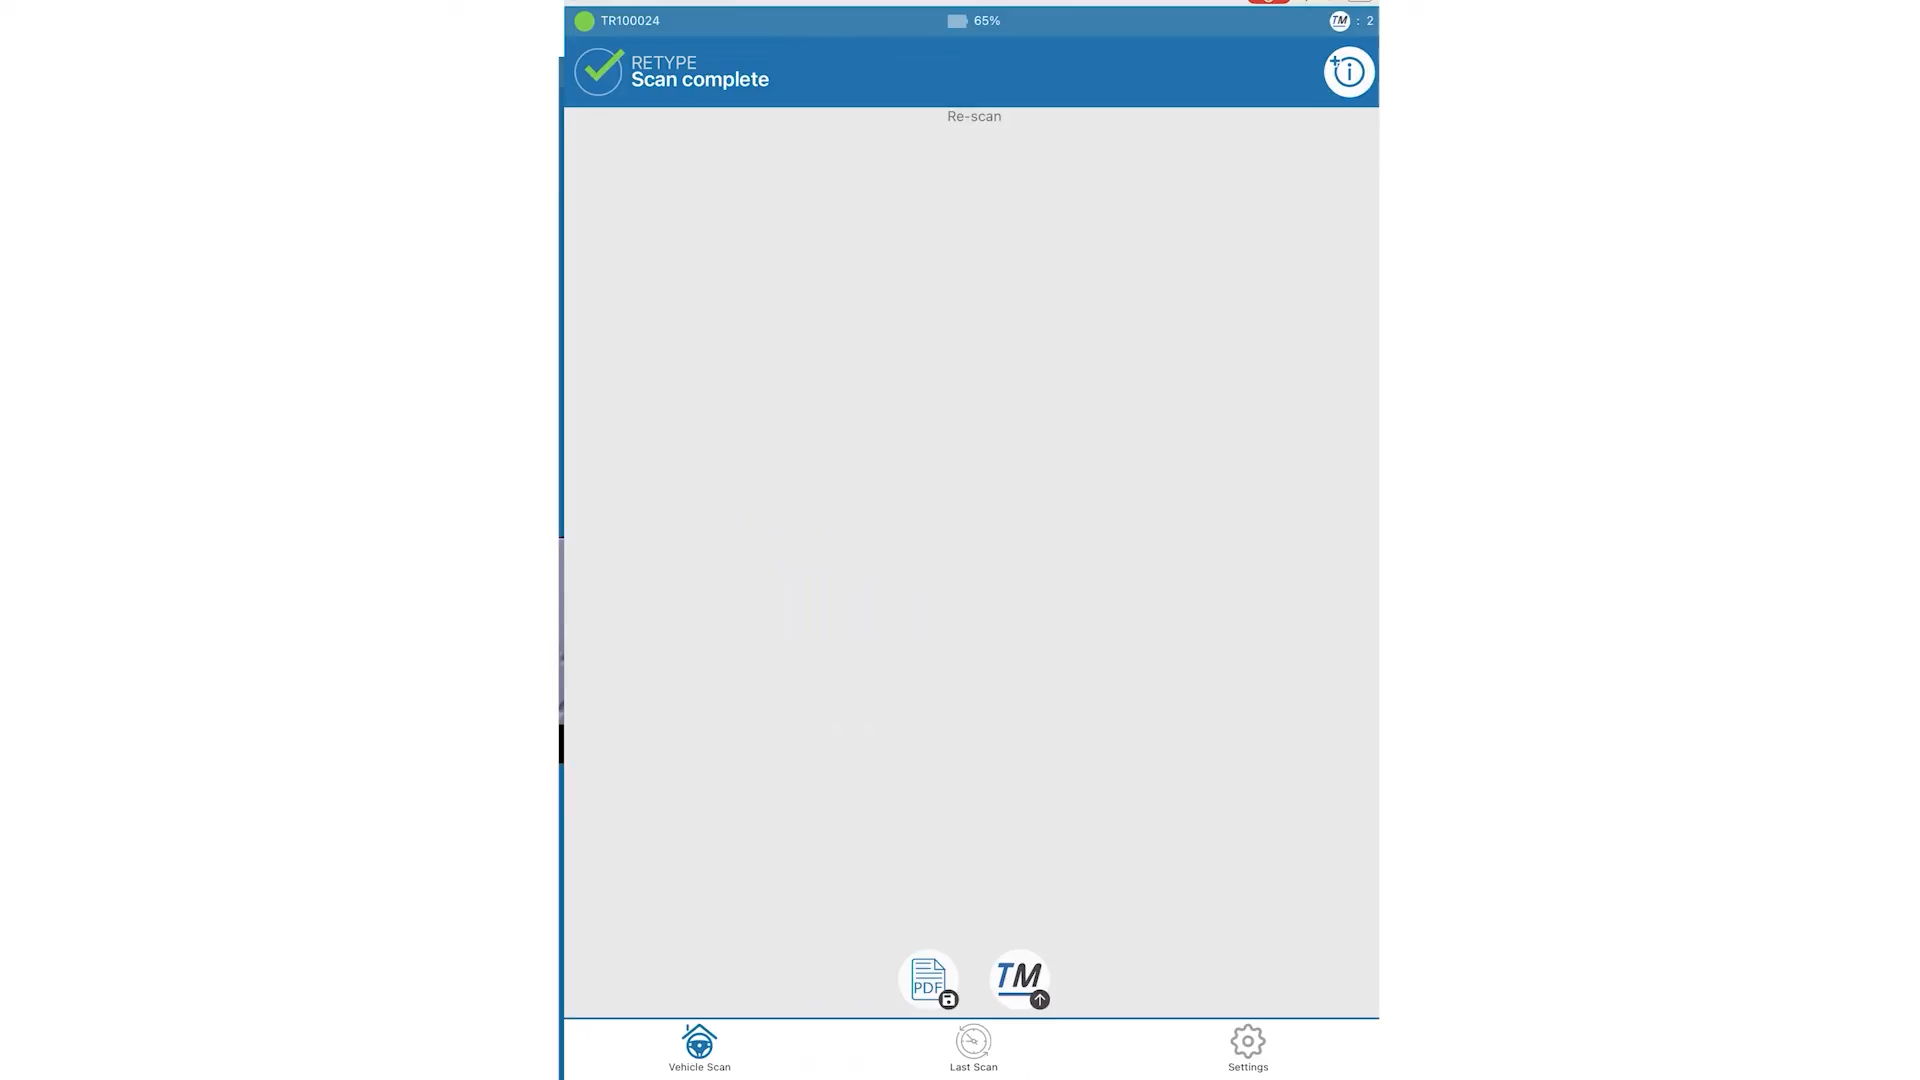 TR100024
65%
TM : 2
RETYPE
Scan complete
Re-scan
PDF
TM
Vehicle Scan
Last Scan
Settings